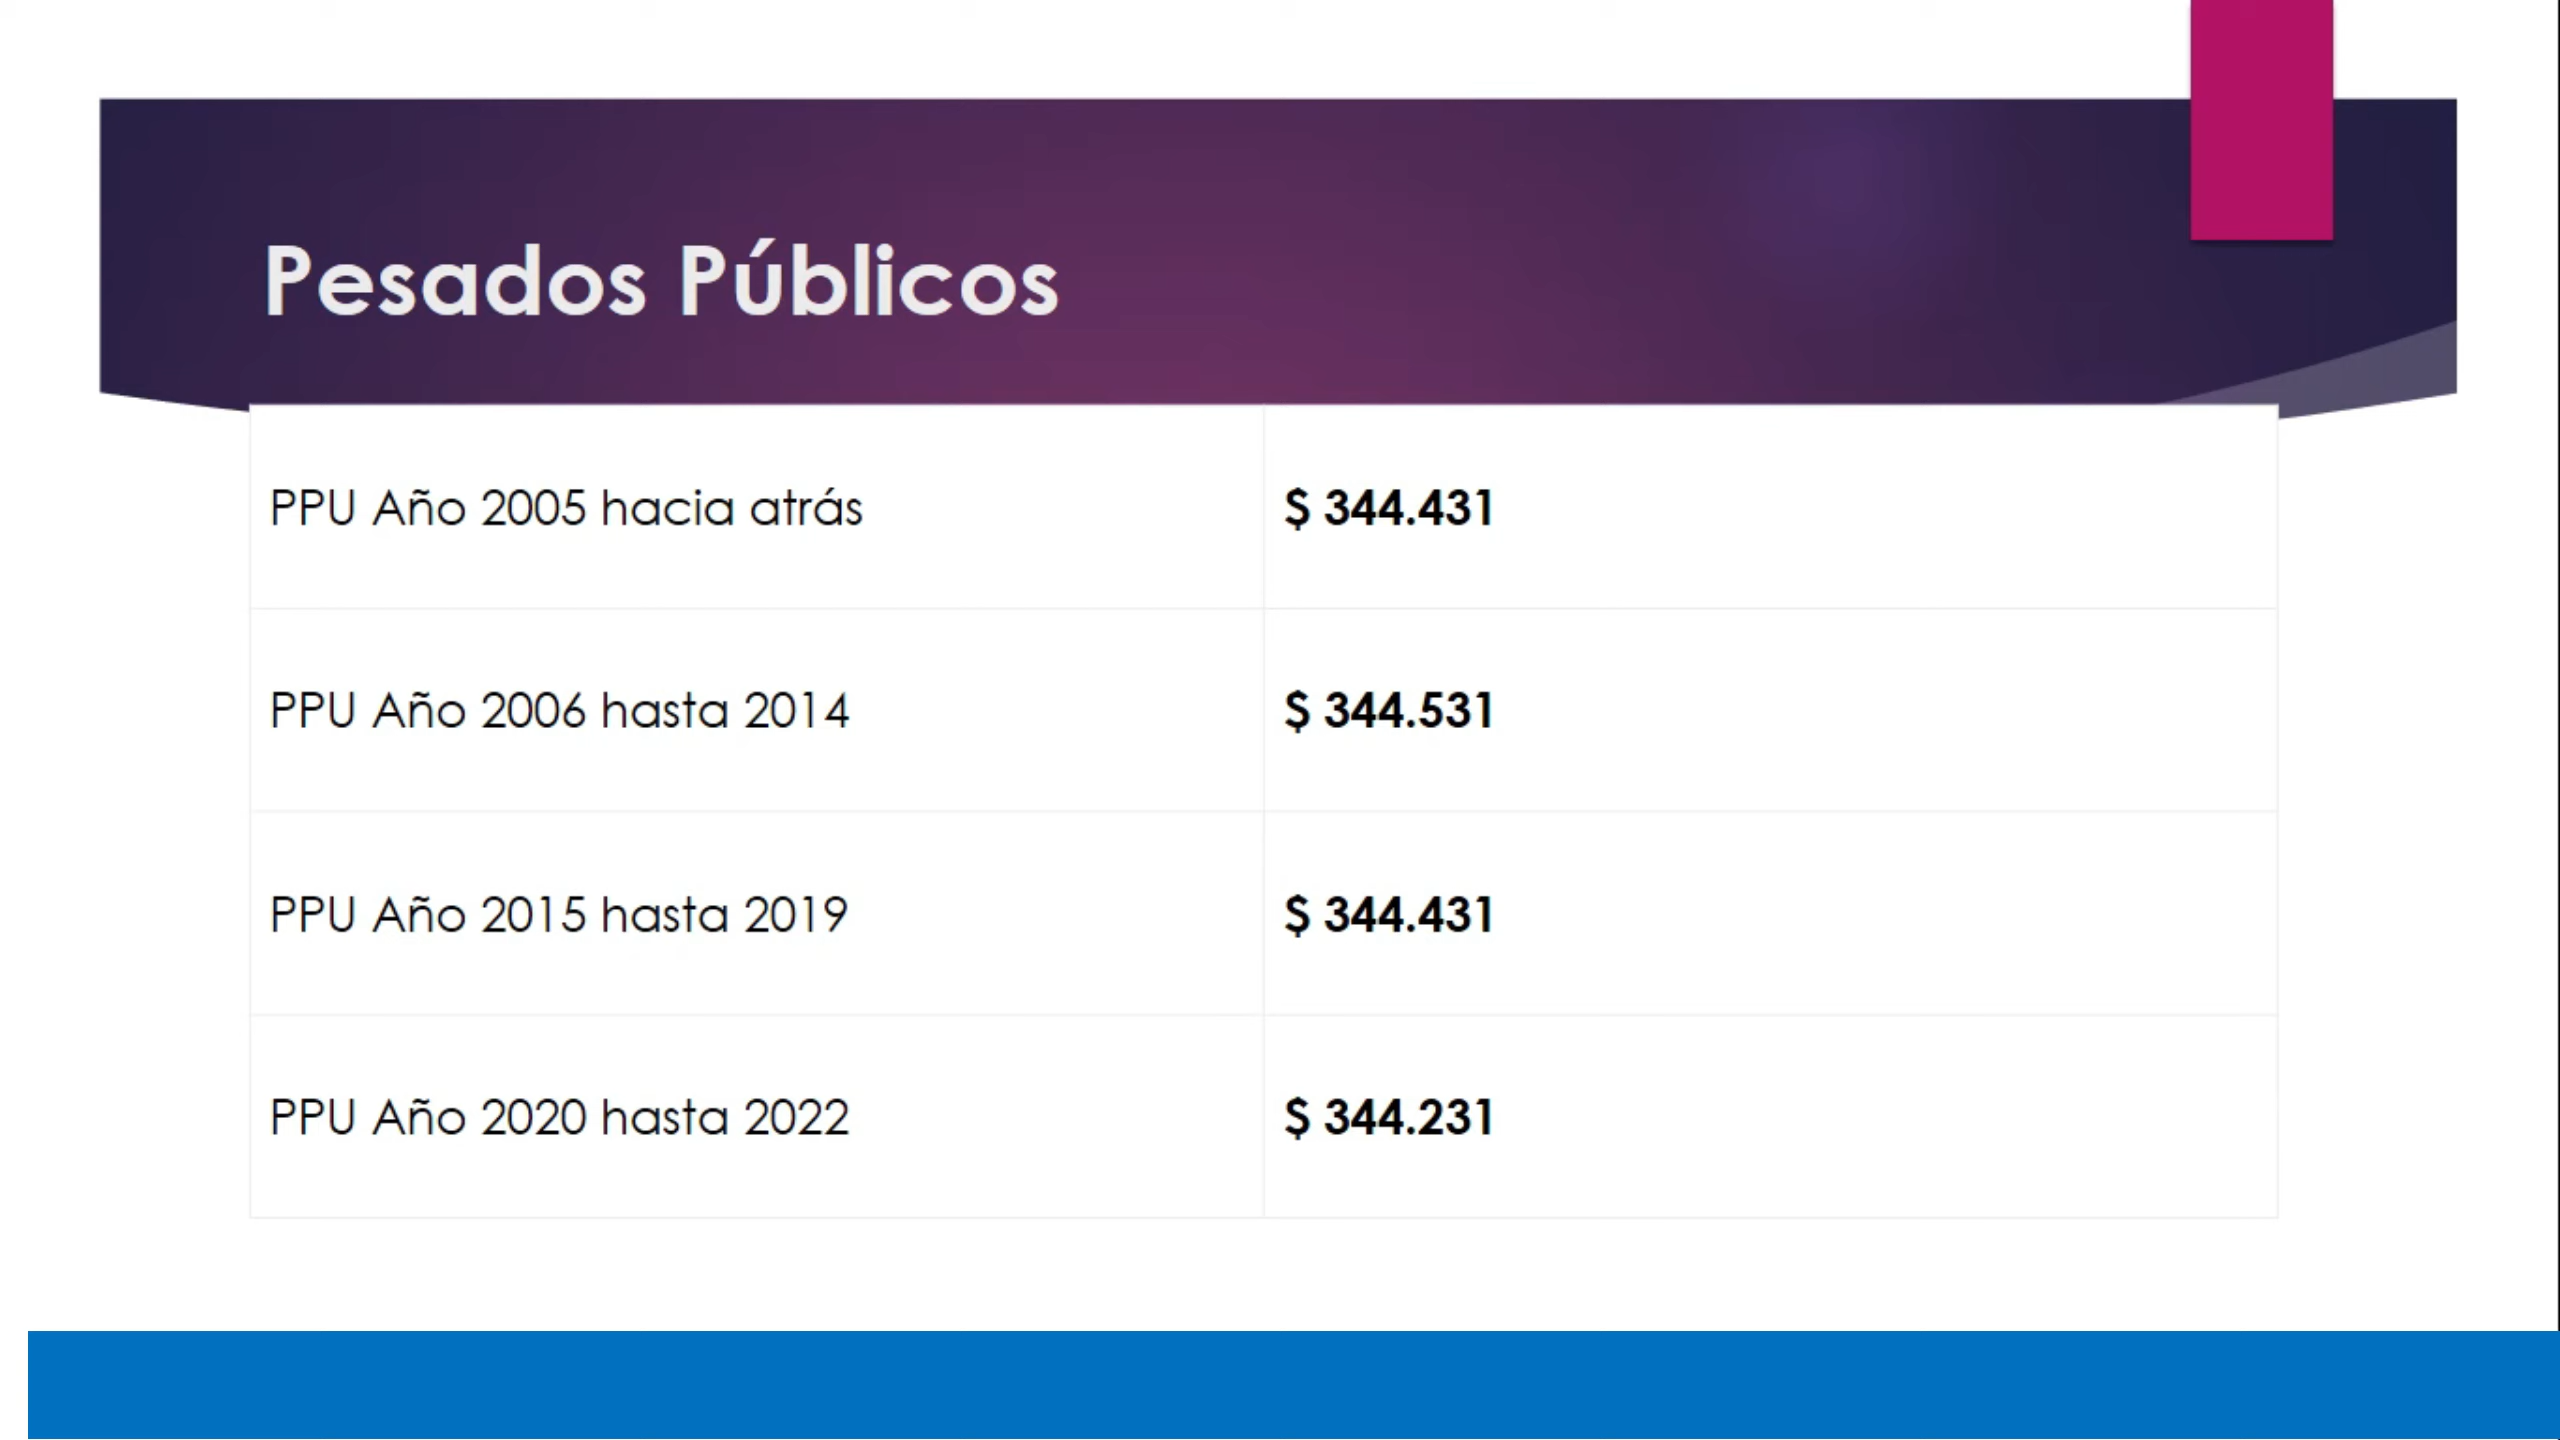 Pesados Públicos
PPU Año 2005 hacia atrás
$ 344.431
PPU Año 2006 hasta 2014
$ 344.531
PPU Año 2015 hasta 2019
$ 344.431
PPU Año 2020 hasta 2022
$ 344.231